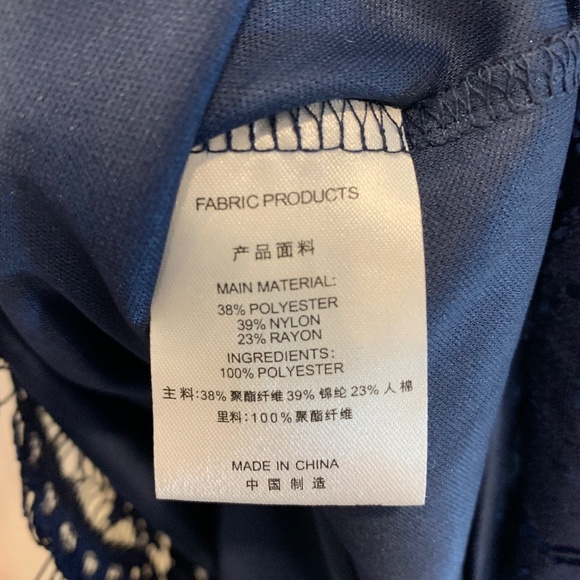 FABRIC PRODUCTS
产品面料
MAIN MATERIAL:
38% POLYESTER
39% NYLON
23% RAYON
INGREDIENTS:
100% POLYESTER
主料:38% 聚酯纤维 39% 锦纶 23% 人棉
里料:100% 聚酯纤维
MADE IN CHINA
中国制造